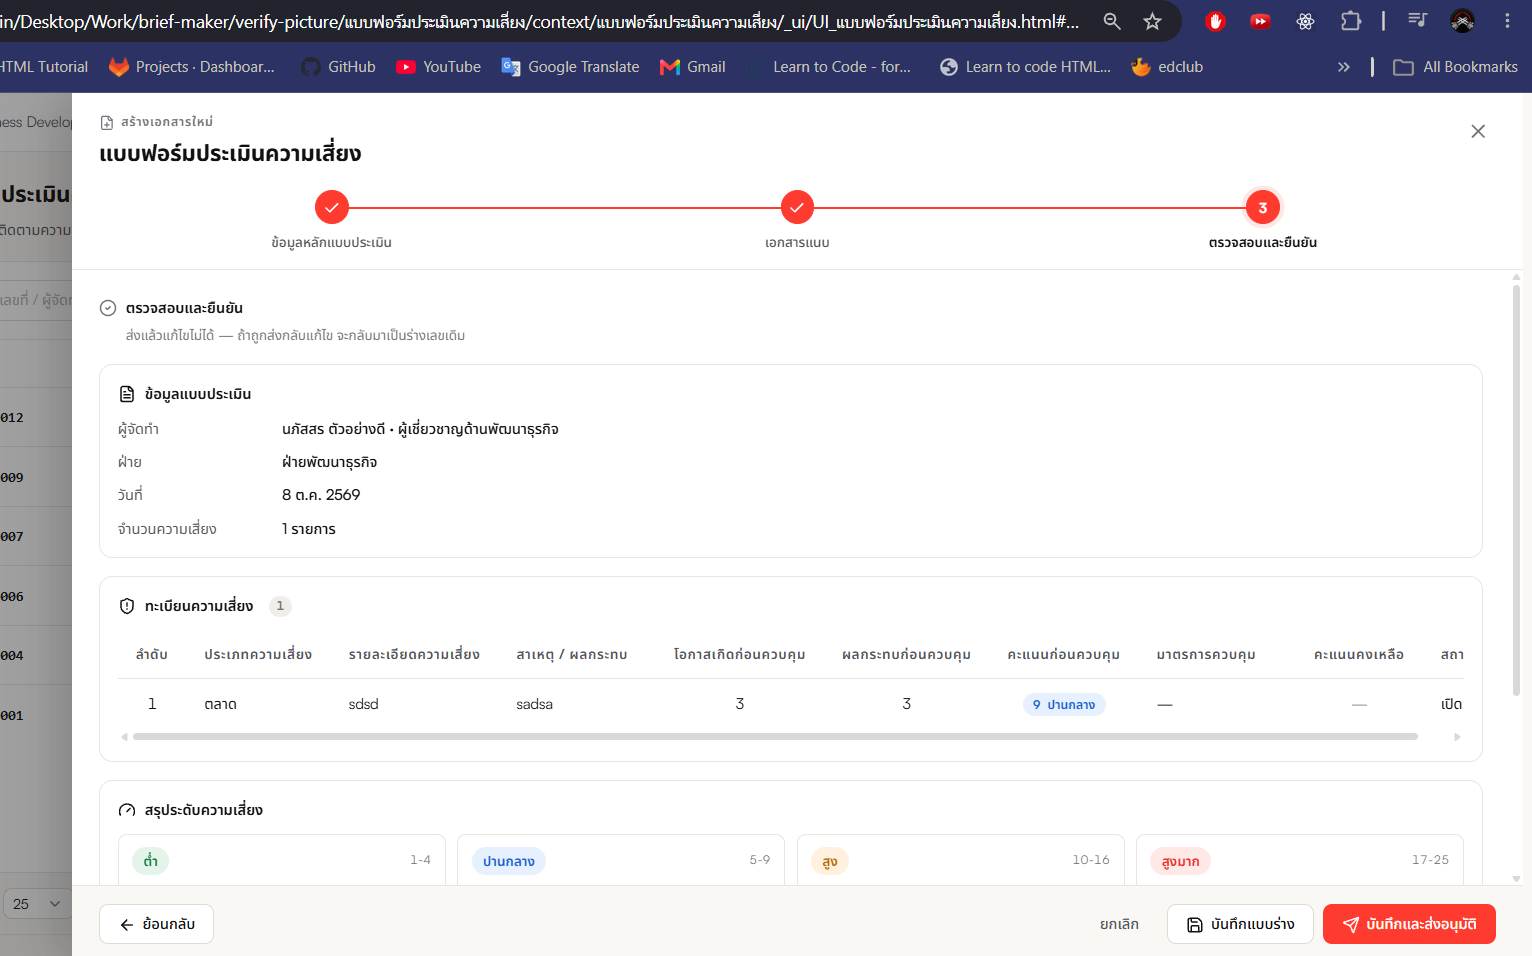 in/Desktop/Work/brief-maker/verify-picture/แบบฟอร์มประเมินความเสี่ยง/context/แบบฟอร์มประเมินความเสี่ยง/_ui/UI_แบบฟอร์มประเมินความเสี่ยง.html#...
HTML Tutorial Projects · Dashboar... GitHub YouTube Google Translate Gmail Learn to Code - for... Learn to code HTML... edclub » All Bookmarks
ness Develop
สร้างเอกสารใหม่
แบบฟอร์มประเมินความเสี่ยง
ประเมิน
ติดตามความ
3
ข้อมูลหลักแบบประเมิน เอกสารแนบ ตรวจสอบและยืนยัน
เลขที่ / ผู้จัดทำ
ตรวจสอบและยืนยัน
ส่งแล้วแก้ไขไม่ได้ — ถ้าถูกส่งกลับแก้ไข จะกลับมาเป็นร่างเลขเดิม
ข้อมูลแบบประเมิน
ผู้จัดทำ นภัสสร ตัวอย่างดี • ผู้เชี่ยวชาญด้านพัฒนาธุรกิจ
ฝ่าย ฝ่ายพัฒนาธุรกิจ
วันที่ 8 ต.ค. 2569
จำนวนความเสี่ยง 1 รายการ
012
009
007
006
004
001
ทะเบียนความเสี่ยง 1
ลำดับ ประเภทความเสี่ยง รายละเอียดความเสี่ยง สาเหตุ / ผลกระทบ โอกาสเกิดก่อนควบคุม ผลกระทบก่อนควบคุม คะแนนก่อนควบคุม มาตรการควบคุม คะแนนคงเหลือ สถา
1 ตลาด sdsd sadsa 3 3 9 ปานกลาง — — เปิด
สรุประดับความเสี่ยง
ต่ำ 1-4 ปานกลาง 5-9 สูง 10-16 สูงมาก 17-25
25
ย้อนกลับ ยกเลิก บันทึกแบบร่าง บันทึกและส่งอนุมัติ